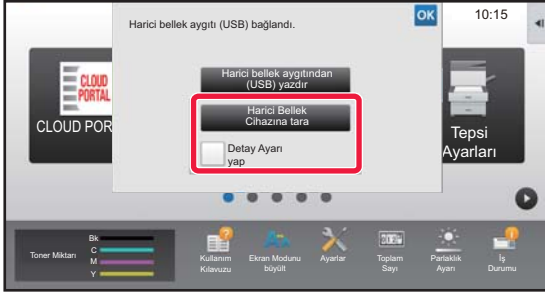 Harici bellek aygıtı (USB) bağlandı.
OK
10:15
Harici bellek aygıtından
(USB) yazdır
Harici Bellek
Cihazına tara
Detay Ayarı
yap
CLOUD
PORTAL
CLOUD POR
Tepsi
Ayarları
Toner Miktarı
Bk
C
M
Y
Kullanım
Kılavuzu
Ekran Modunu
büyült
Ayarlar
Toplam
Sayı
Parlaklık
Ayarı
İş
Durumu